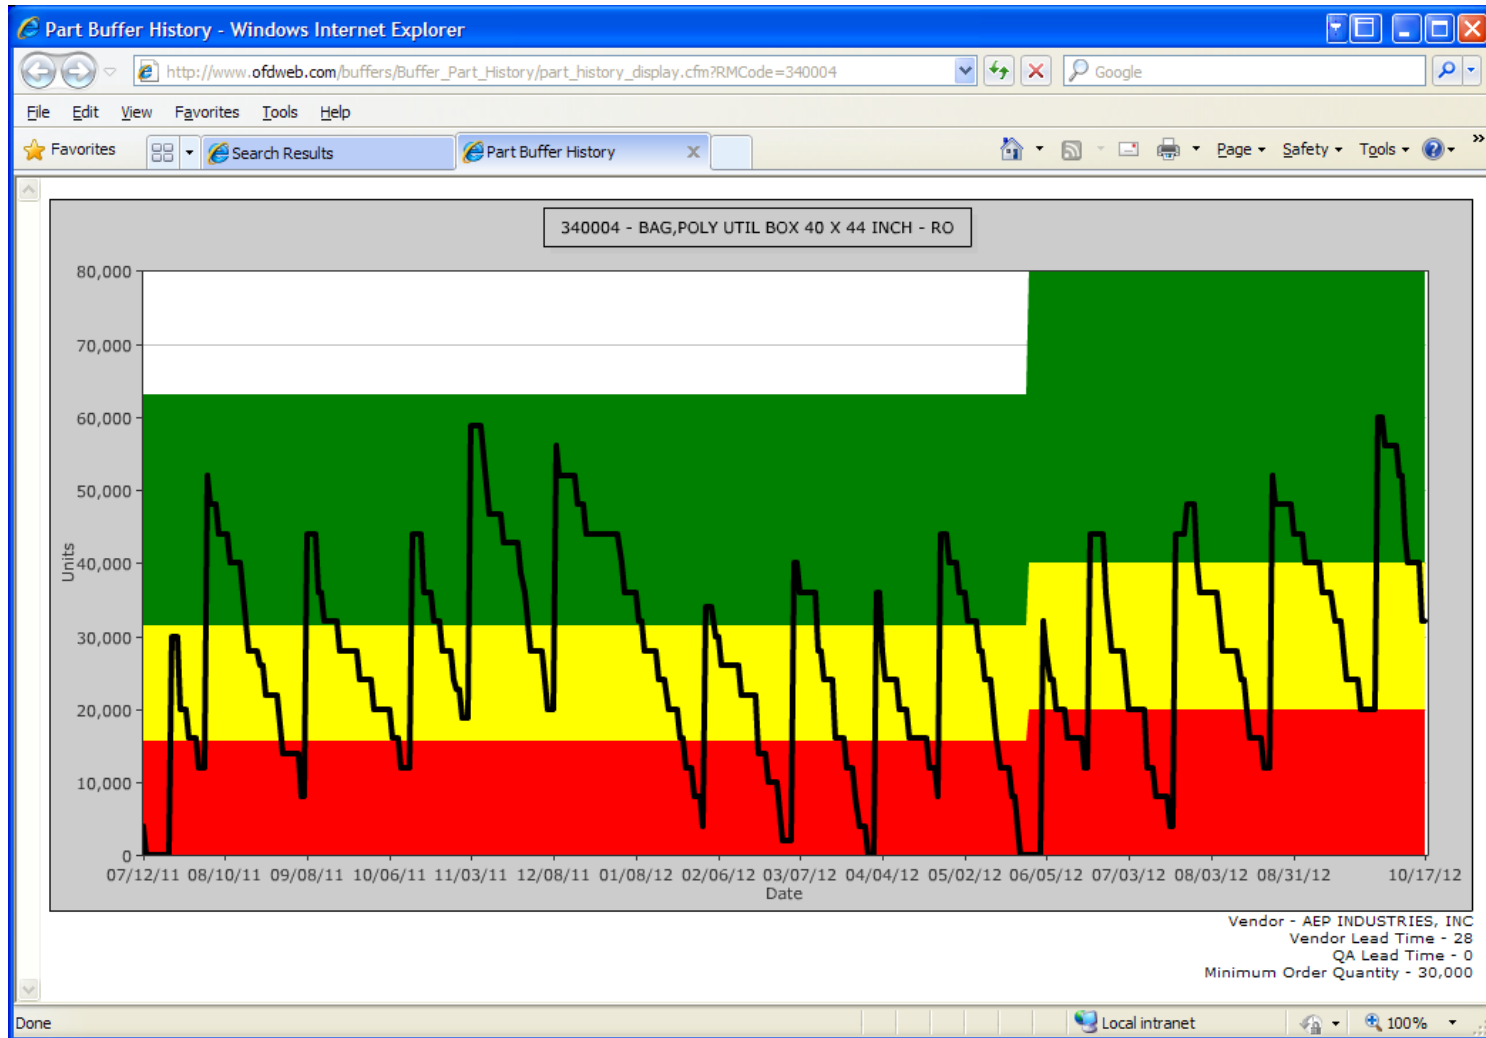 Part Buffer History - Windows Internet Explorer
http://www.ofdweb.com/buffers/Buffer_Part_History/part_history_display.cfm?RMCode=340004
Google
File Edit View Favorites Tools Help
Favorites Search Results Part Buffer History x Page Safety Tools ? »
340004 - BAG,POLY UTIL BOX 40 X 44 INCH - RO
80,000
70,000
60,000
50,000
Units
40,000
30,000
20,000
10,000
0
07/12/11 08/10/11 09/08/11 10/06/11 11/03/11 12/08/11 01/08/12 02/06/12 03/07/12 04/04/12 05/02/12 06/05/12 07/03/12 08/03/12 08/31/12 10/17/12
Date
Vendor - AEP INDUSTRIES, INC
Vendor Lead Time - 28
QA Lead Time - 0
Minimum Order Quantity - 30,000
Done Local intranet 100%